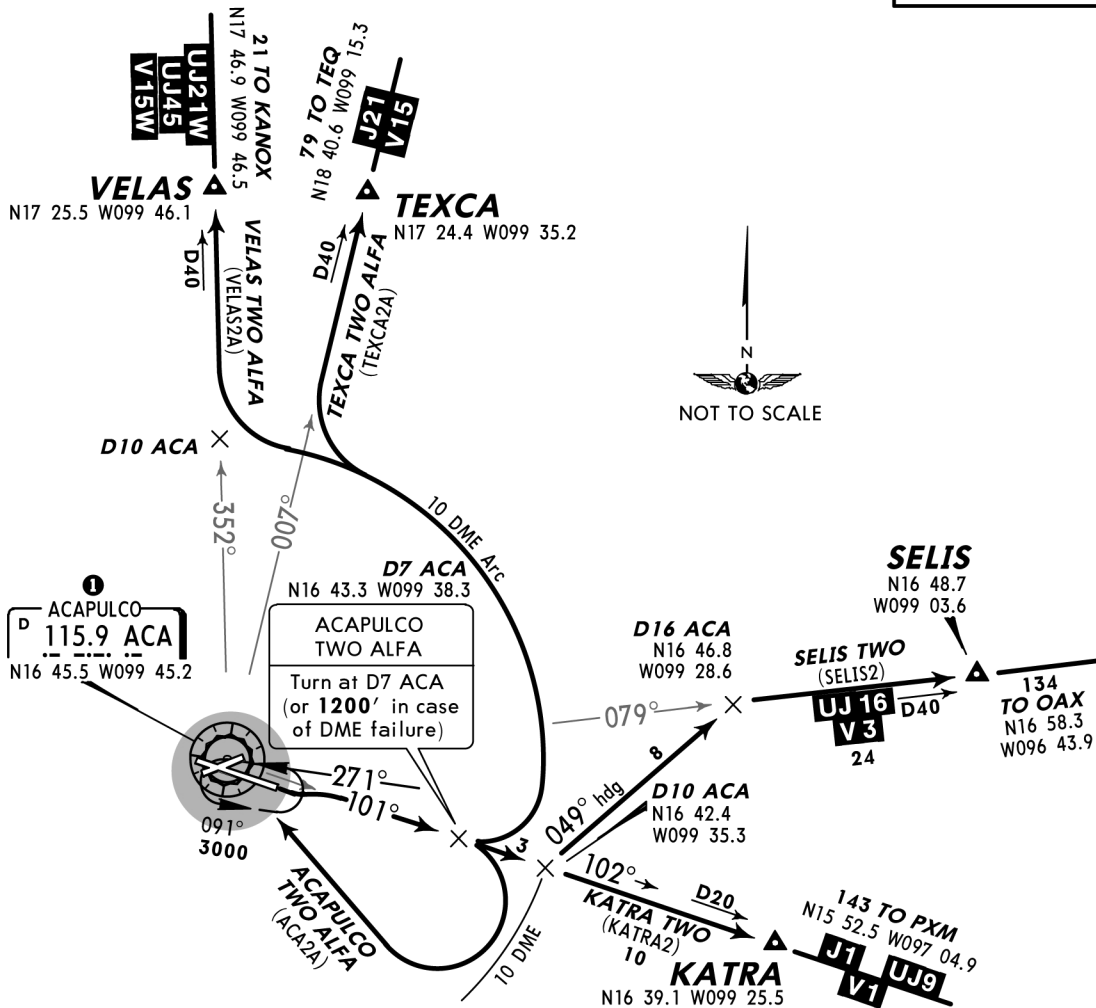 21 TO KANOX
N17 46.9 W099 46.5
UJ21W
UJ45
V15W
79 TO TEQ
N18 40.6 W099 15.3
J21
V15
VELAS
N17 25.5 W099 46.1
TEXCA
N17 24.4 W099 35.2
D40
VELAS TWO ALFA
(VELAS2A)
D40
TEXCA TWO ALFA
(TEXCA2A)
N
NOT TO SCALE
D10 ACA
352°
007°
10 DME Arc
D7 ACA
N16 43.3 W099 38.3
1
ACAPULCO
D 115.9 ACA
N16 45.5 W099 45.2
ACAPULCO
TWO ALFA
Turn at D7 ACA
(or 1200' in case
of DME failure)
SELIS
N16 48.7
W099 03.6
D16 ACA
N16 46.8
W099 28.6
SELIS TWO
(SELIS2)
UJ 16
V 3
24
D40
134
TO OAX
N16 58.3
W096 43.9
079°
8
049° hdg
271°
101°
091°
3000
3
D10 ACA
N16 42.4
W099 35.3
102°
D20
KATRA TWO
(KATRA2)
10
ACAPULCO
TWO ALFA
(ACA2A)
10 DME
143 TO PXM
N15 52.5 W097 04.9
J1
V1
UJ9
KATRA
N16 39.1 W099 25.5